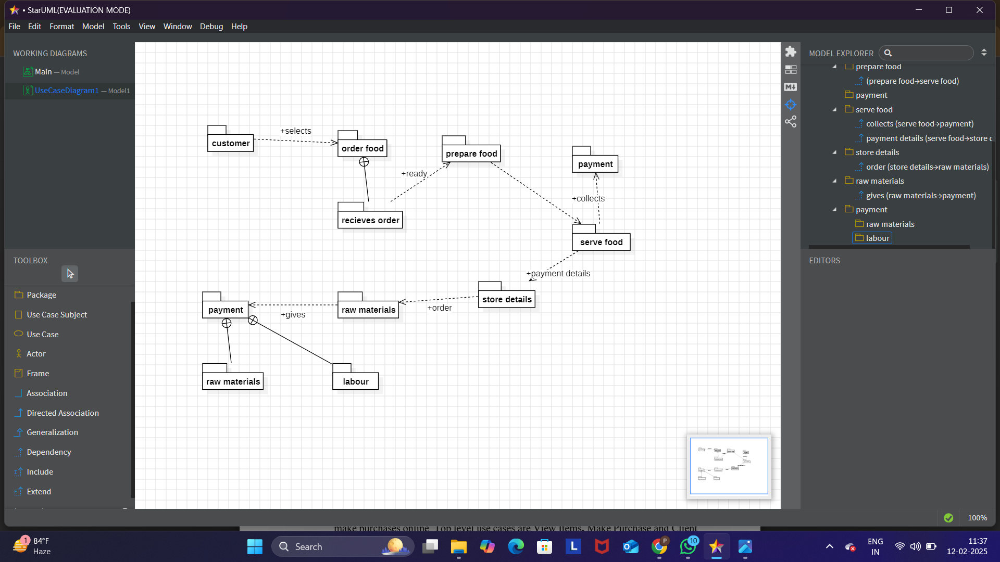 • StarUML(EVALUATION MODE)
File Edit Format Model Tools View Window Debug Help
WORKING DIAGRAMS
Main — Model
UseCaseDiagram1 — Model1
TOOLBOX
Package
Use Case Subject
Use Case
Actor
Frame
Association
Directed Association
Generalization
Dependency
Include
Extend
customer
+selects
order food
prepare food
payment
+ready
+collects
recieves order
serve food
+payment details
store details
payment
+gives
raw materials
+order
raw materials
labour
MODEL EXPLORER
prepare food
(prepare food→serve food)
payment
serve food
collects (serve food→payment)
payment details (serve food→store
store details
order (store details→raw materials)
raw materials
gives (raw materials→payment)
payment
raw materials
labour
EDITORS
100%
make purchases online. Top level use cases are View Items, Make Purchase and Client
1
84°F
Haze
Search
L
P
10
ENG
IN
11:37
12-02-2025